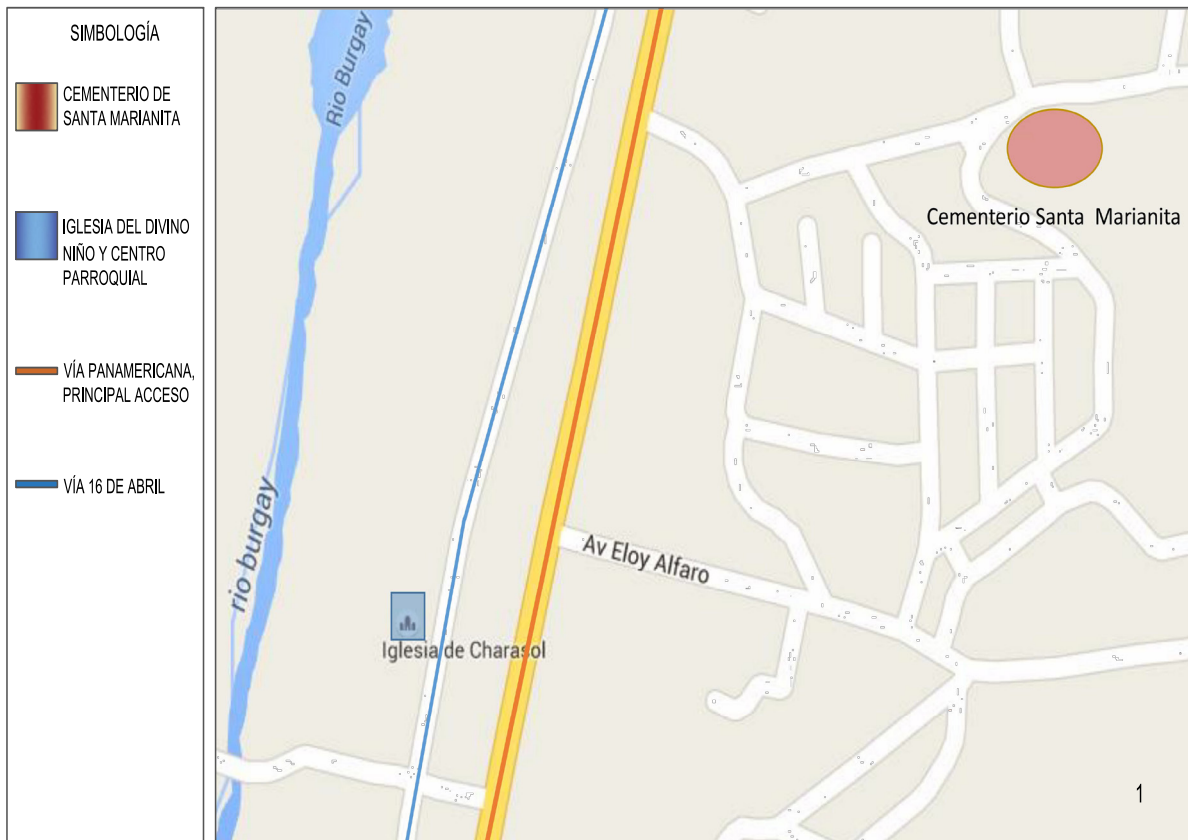 SIMBOLOGÍA
CEMENTERIO DE
SANTA MARIANITA
IGLESIA DEL DIVINO
NIÑO Y CENTRO
PARROQUIAL
VÍA PANAMERICANA,
PRINCIPAL ACCESO
VÍA 16 DE ABRIL
Rio Burgay
Cementerio Santa Marianita
rio burgay
Av Eloy Alfaro
Iglesia de Charasol
1